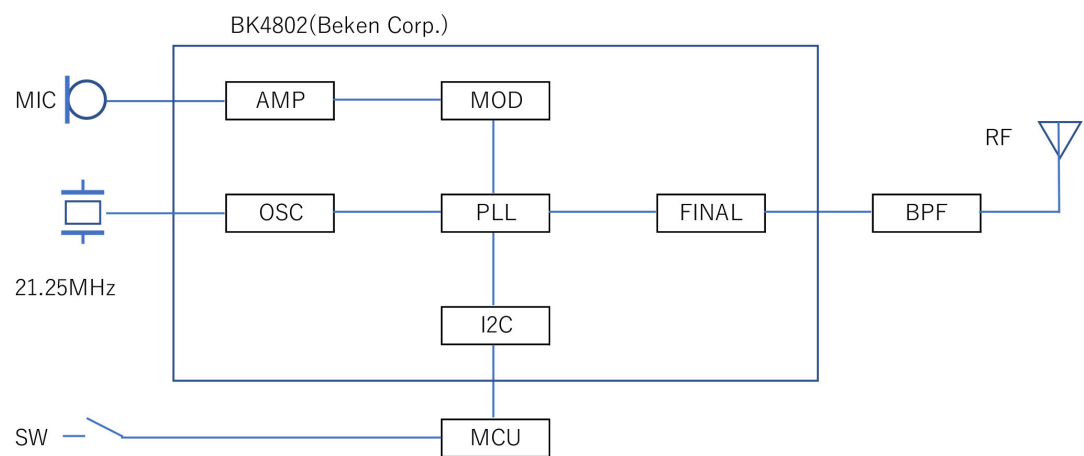 BK4802(Beken Corp.)
MIC
AMP
MOD
RF
OSC
PLL
FINAL
BPF
21.25MHz
I2C
SW
MCU